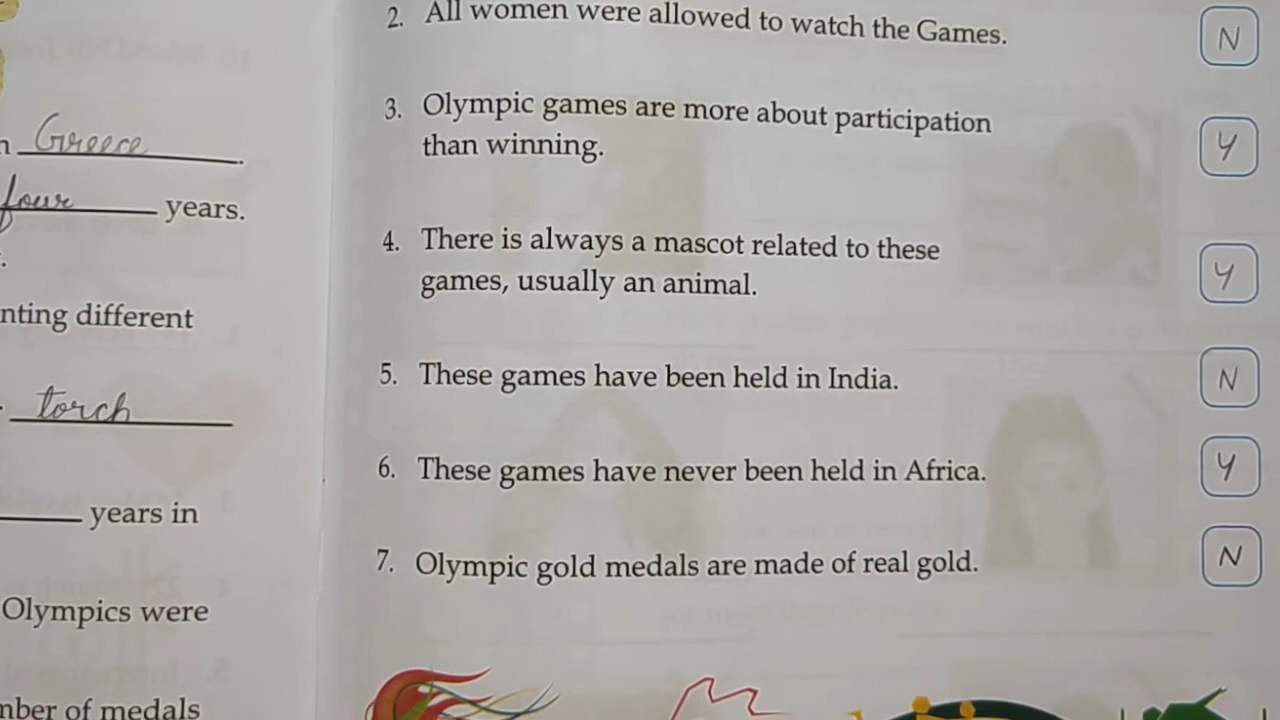 Greece.
four years.
nting different
torch
years in
Olympics were
mber of medals
2. All women were allowed to watch the Games. N
3. Olympic games are more about participation
than winning. Y
4. There is always a mascot related to these
games, usually an animal. Y
5. These games have been held in India. N
6. These games have never been held in Africa. Y
7. Olympic gold medals are made of real gold. N